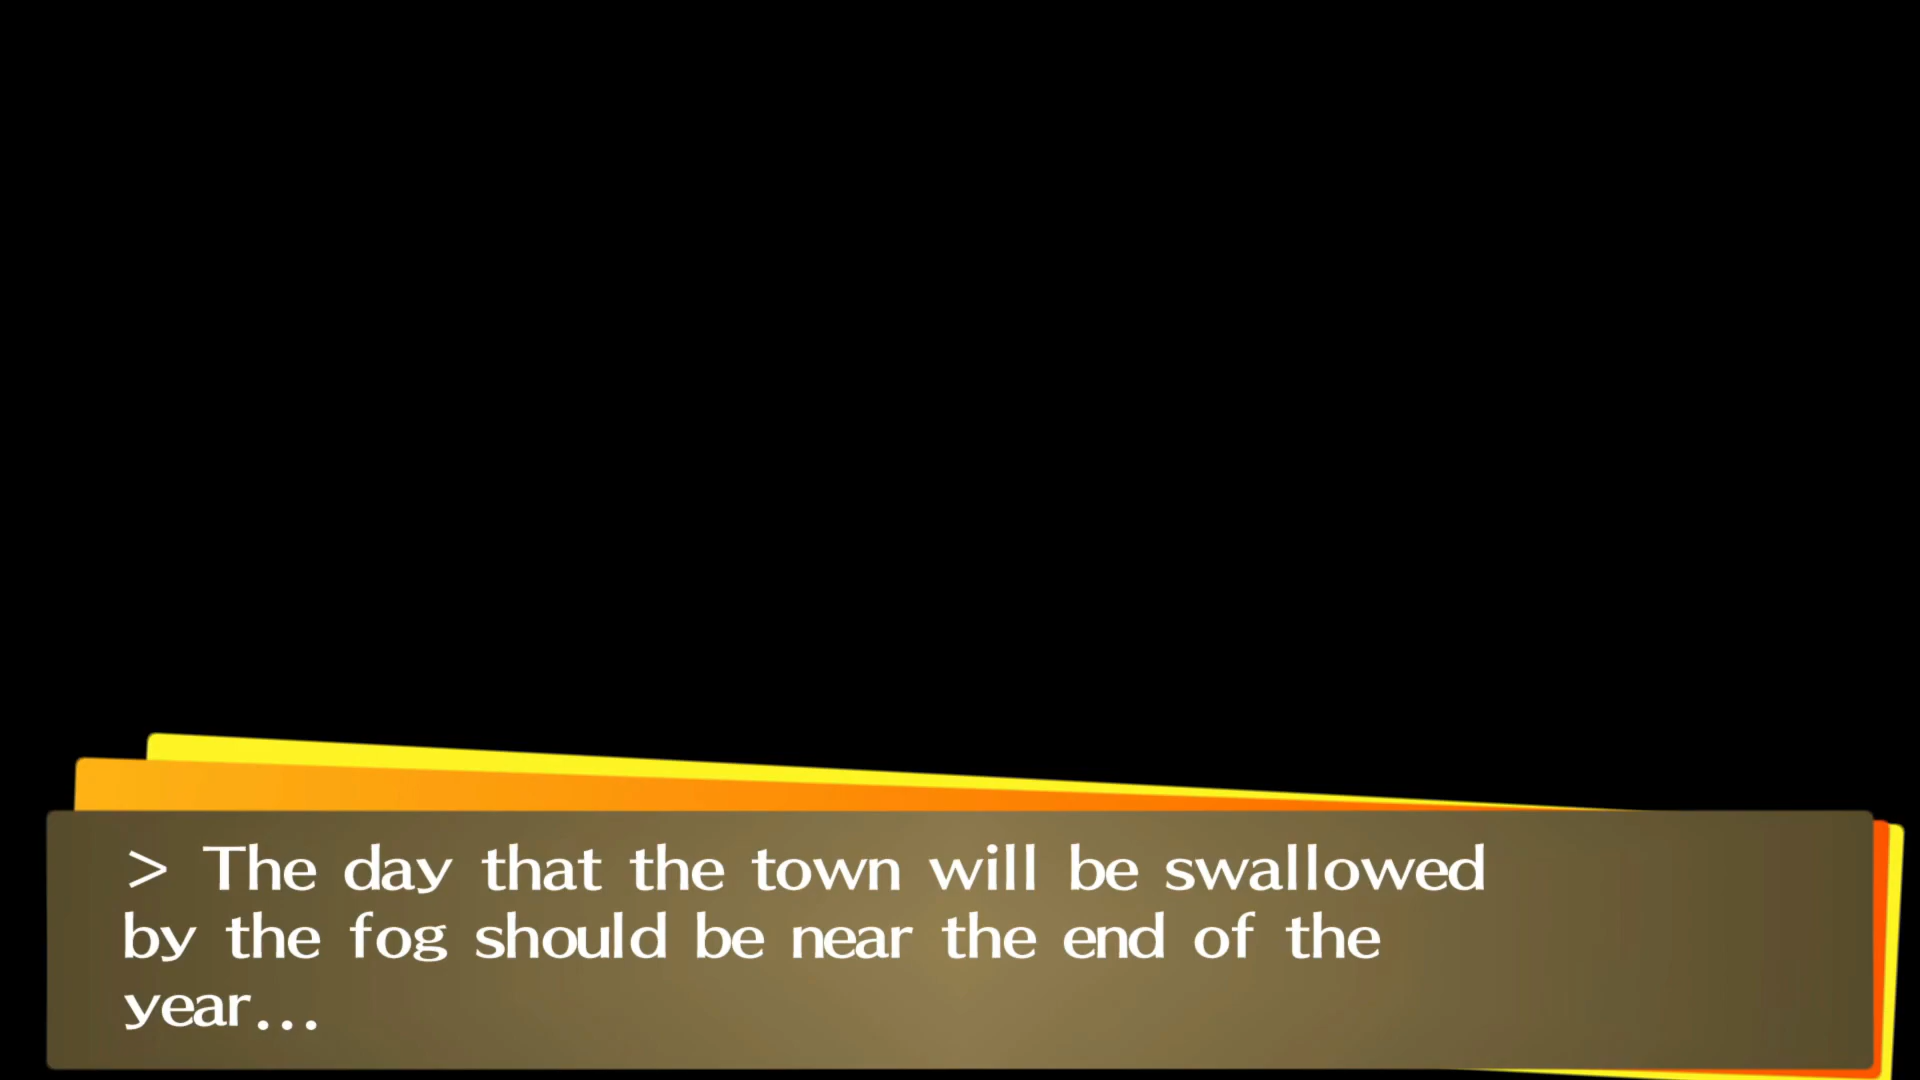 > The day that the town will be swallowed
by the fog should be near the end of the
year...